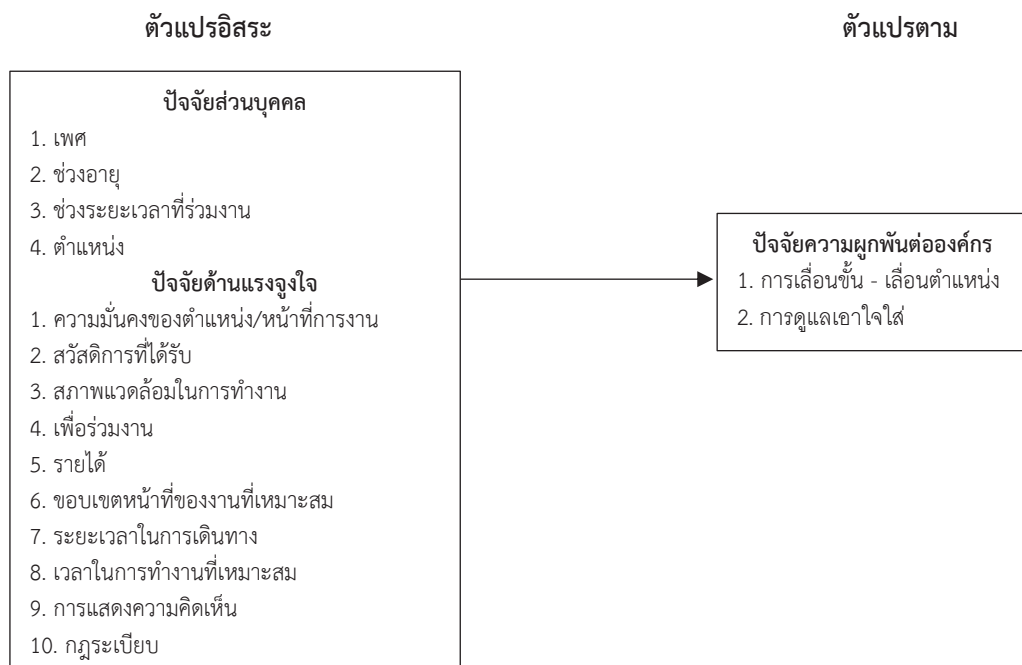 ตัวแปรอิสระ
ตัวแปรตาม
ปัจจัยส่วนบุคคล
1. เพศ
2. ช่วงอายุ
3. ช่วงระยะเวลาที่ร่วมงาน
4. ตำแหน่ง
ปัจจัยด้านแรงจูงใจ
1. ความมั่นคงของตำแหน่ง/หน้าที่การงาน
2. สวัสดิการที่ได้รับ
3. สภาพแวดล้อมในการทำงาน
4. เพื่อร่วมงาน
5. รายได้
6. ขอบเขตหน้าที่ของงานที่เหมาะสม
7. ระยะเวลาในการเดินทาง
8. เวลาในการทำงานที่เหมาะสม
9. การแสดงความคิดเห็น
10. กฎระเบียบ
ปัจจัยความผูกพันต่อองค์กร
1. การเลื่อนขั้น - เลื่อนตำแหน่ง
2. การดูแลเอาใจใส่